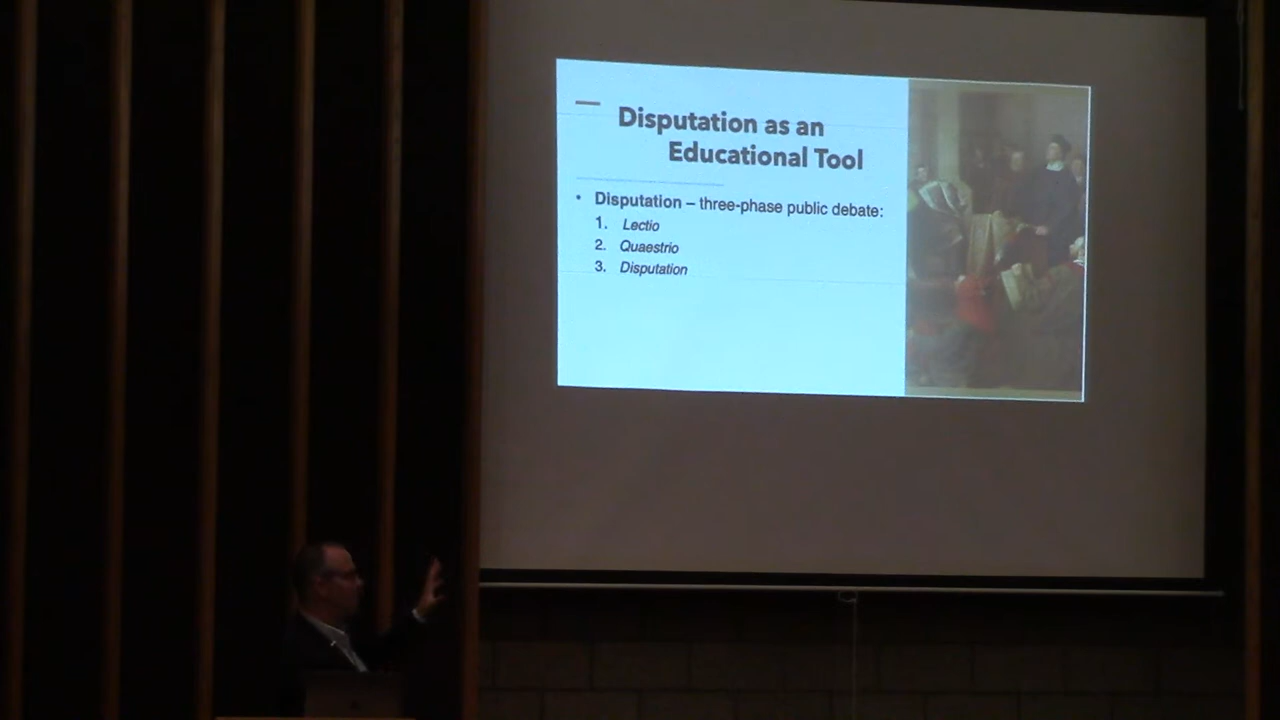 Disputation as an
Educational Tool
• Disputation – three-phase public debate:
1. Lectio
2. Quaestrio
3. Disputation